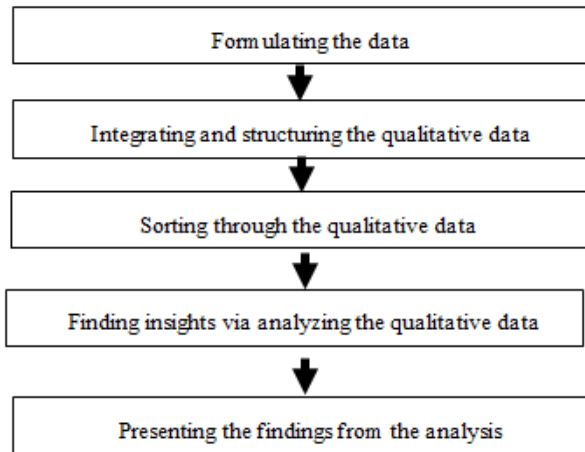 Formulating the data
Integrating and structuring the qualitative data
Sorting through the qualitative data
Finding insights via analyzing the qualitative data
Presenting the findings from the analysis